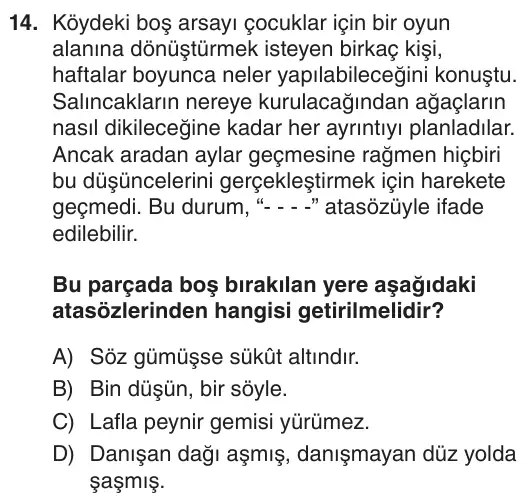 14. Köydeki boş arsayı çocuklar için bir oyun
alanına dönüştürmek isteyen birkaç kişi,
haftalar boyunca neler yapılabileceğini konuştu.
Salıncakların nereye kurulacağından ağaçların
nasıl dikileceğine kadar her ayrıntıyı planladılar.
Ancak aradan aylar geçmesine rağmen hiçbiri
bu düşüncelerini gerçekleştirmek için harekete
geçmedi. Bu durum, “- - - -” atasözüyle ifade
edilebilir.
Bu parçada boş bırakılan yere aşağıdaki
atasözlerinden hangisi getirilmelidir?
A) Söz gümüşse sükût altındır.
B) Bin düşün, bir söyle.
C) Lafla peynir gemisi yürümez.
D) Danışan dağı aşmış, danışmayan düz yolda
şaşmış.